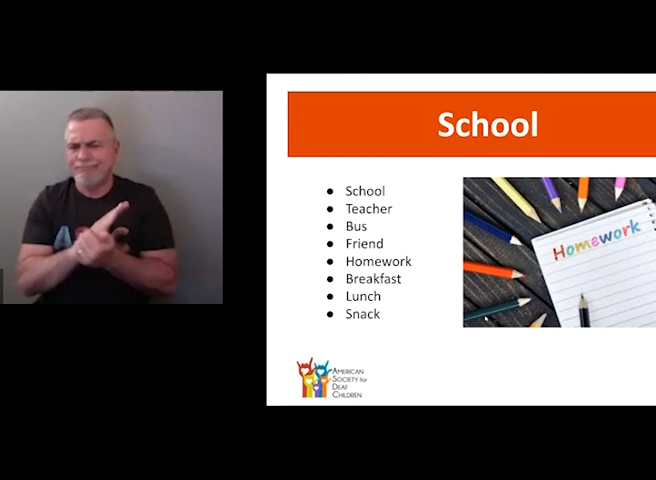 School
● School
● Teacher
● Bus
● Friend
● Homework
● Breakfast
● Lunch
● Snack
Homework
AMERICAN
SOCIETY for
DEAF
CHILDREN